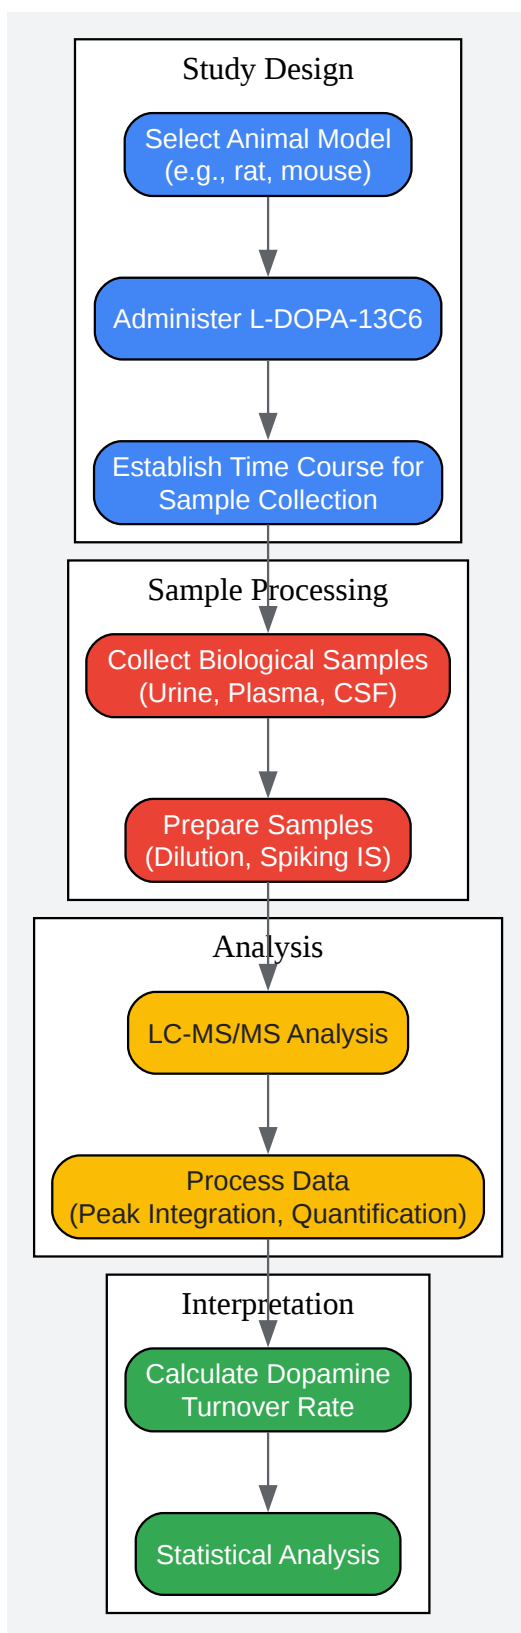 Study Design
Select Animal Model
(e.g., rat, mouse)
Administer L-DOPA-13C6
Establish Time Course for
Sample Collection
Sample Processing
Collect Biological Samples
(Urine, Plasma, CSF)
Prepare Samples
(Dilution, Spiking IS)
Analysis
LC-MS/MS Analysis
Process Data
(Peak Integration, Quantification)
Interpretation
Calculate Dopamine
Turnover Rate
Statistical Analysis